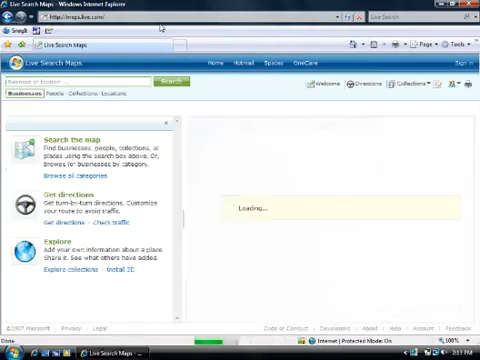 Live Search Maps - Windows Internet Explorer
http://maps.live.com/
Live Search
SnagIt
Live Search Maps
Page
Tools
Live Search Maps
Home
Hotmail
Spaces
OneCare
Sign in
Business or location...
Search
Businesses
People
Collections
Locations
Welcome
Directions
Collections
Search the map
Find businesses, people, collections, or
places using the search box above. Or,
browse for businesses by category.
Browse all categories
Get directions
Get turn-by-turn directions. Customize
your route to avoid traffic.
Get directions · Check traffic
Explore
Add your own information about a place.
Share it. See what others have added.
Explore collections · Install 3D
Loading...
©2007 Microsoft
Privacy
Legal
Code of Conduct
Developers
About
Help
Account
Feedback
Done
Internet | Protected Mode: On
100%
Live Search Maps - ...
2:13 PM